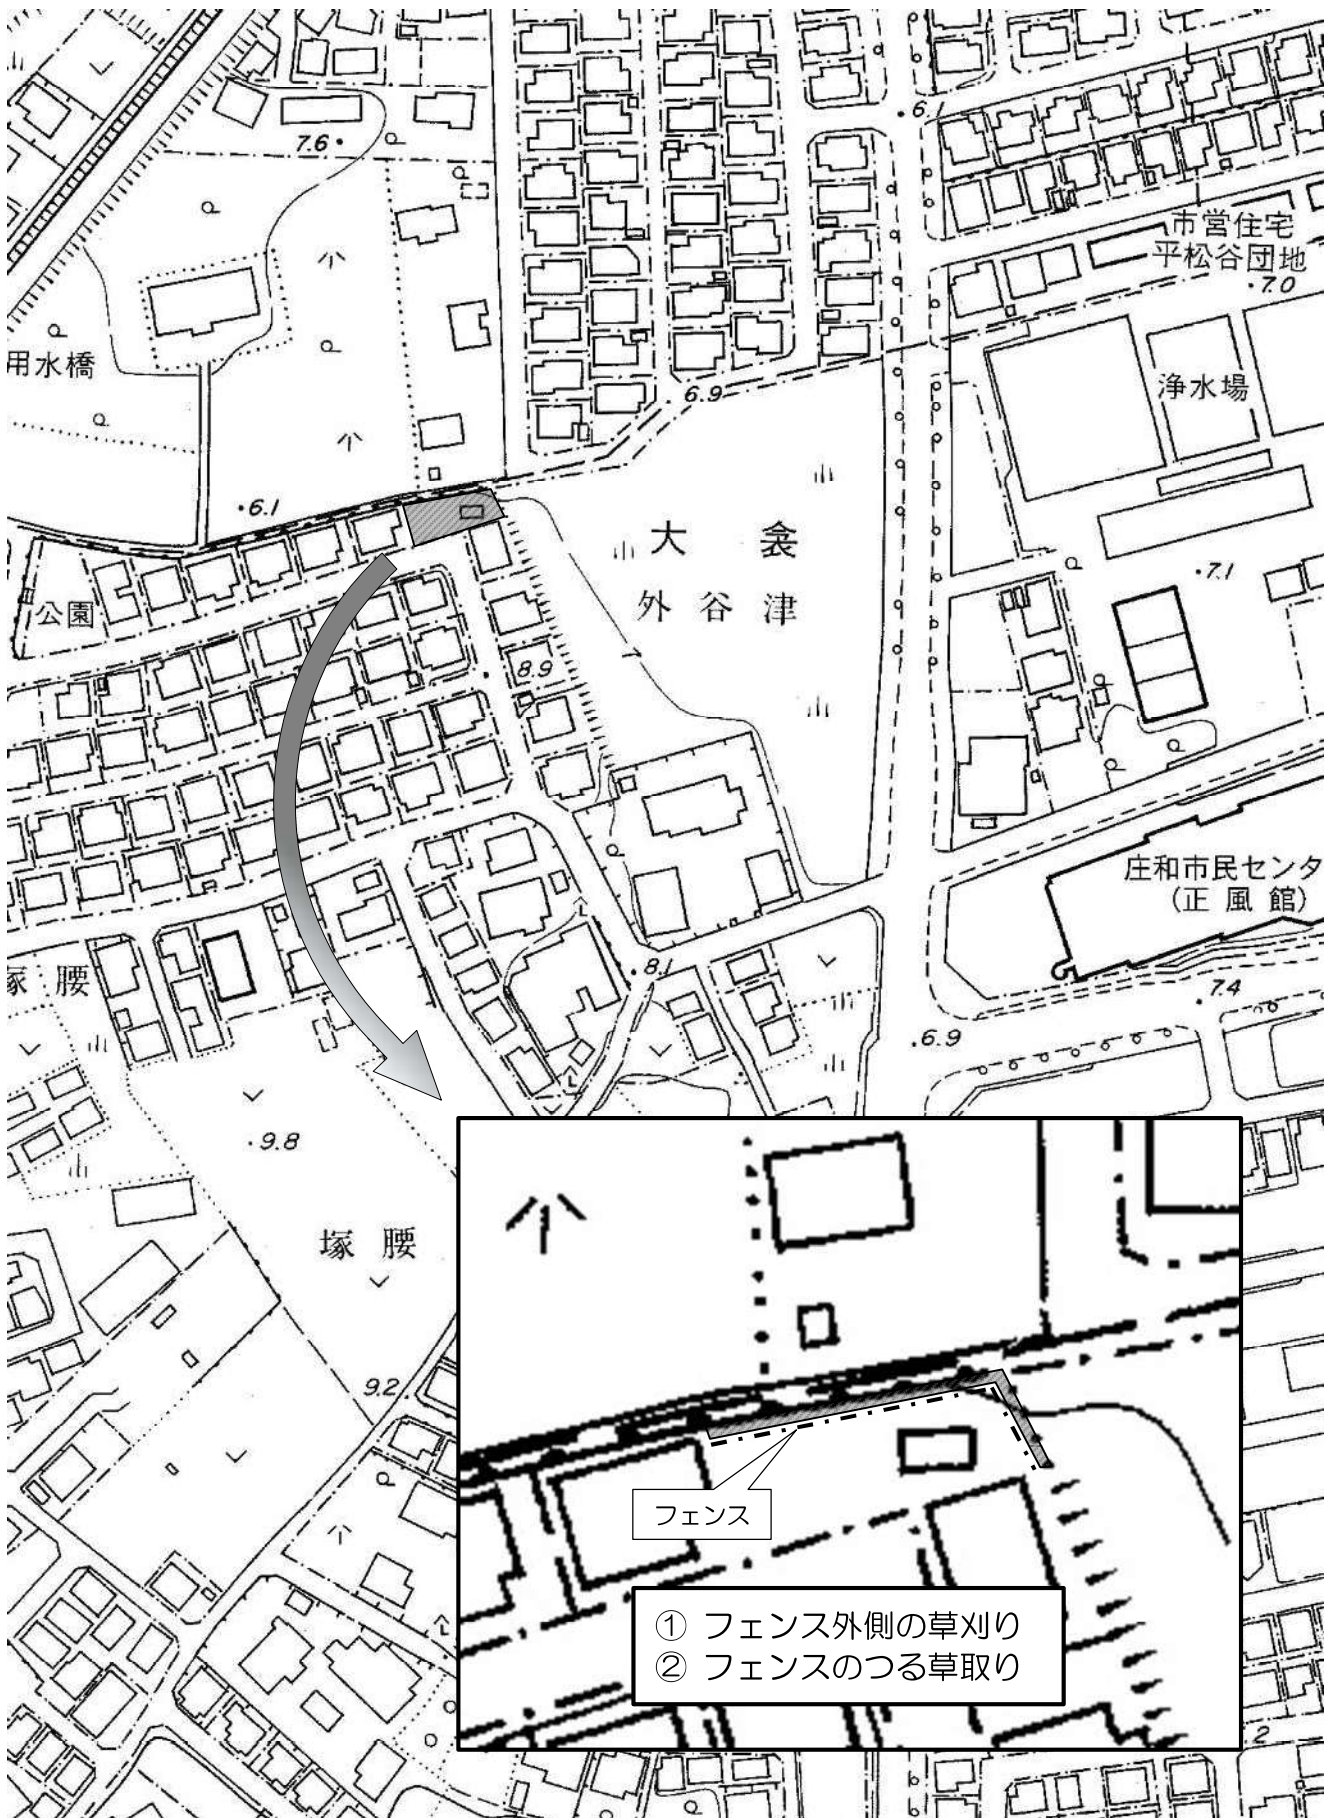 7.6
6.1
市営住宅
平松谷団地
7.0
用水橋
浄水場
6.9
6.1
大 衾
外谷津
7.1
公園
8.9
庄和市民センタ
(正風館)
8.1
塚 腰
7.4
6.9
9.8
塚 腰
9.2
フェンス
① フェンス外側の草刈り
② フェンスのつる草取り
2